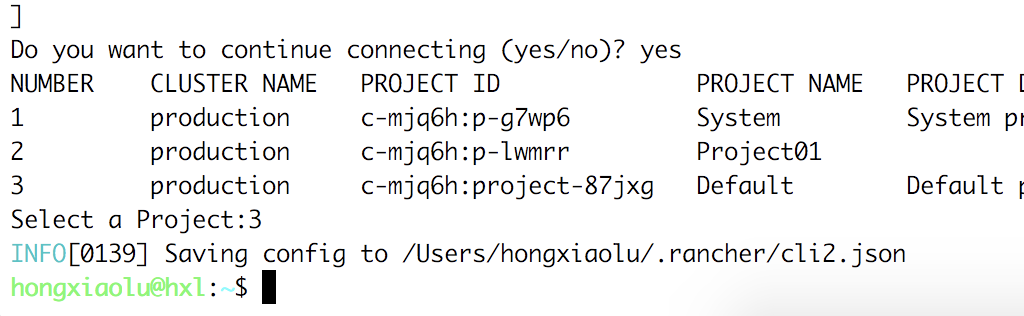 ]
Do you want to continue connecting (yes/no)? yes
NUMBER CLUSTER NAME PROJECT ID PROJECT NAME PROJECT D
1 production c-mjq6h:p-g7wp6 System System pr
2 production c-mjq6h:p-lwmrr Project01
3 production c-mjq6h:project-87jxg Default Default p
Select a Project:3
INFO[0139] Saving config to /Users/hongxiaolu/.rancher/cli2.json
hongxiaolu@hxl:~$